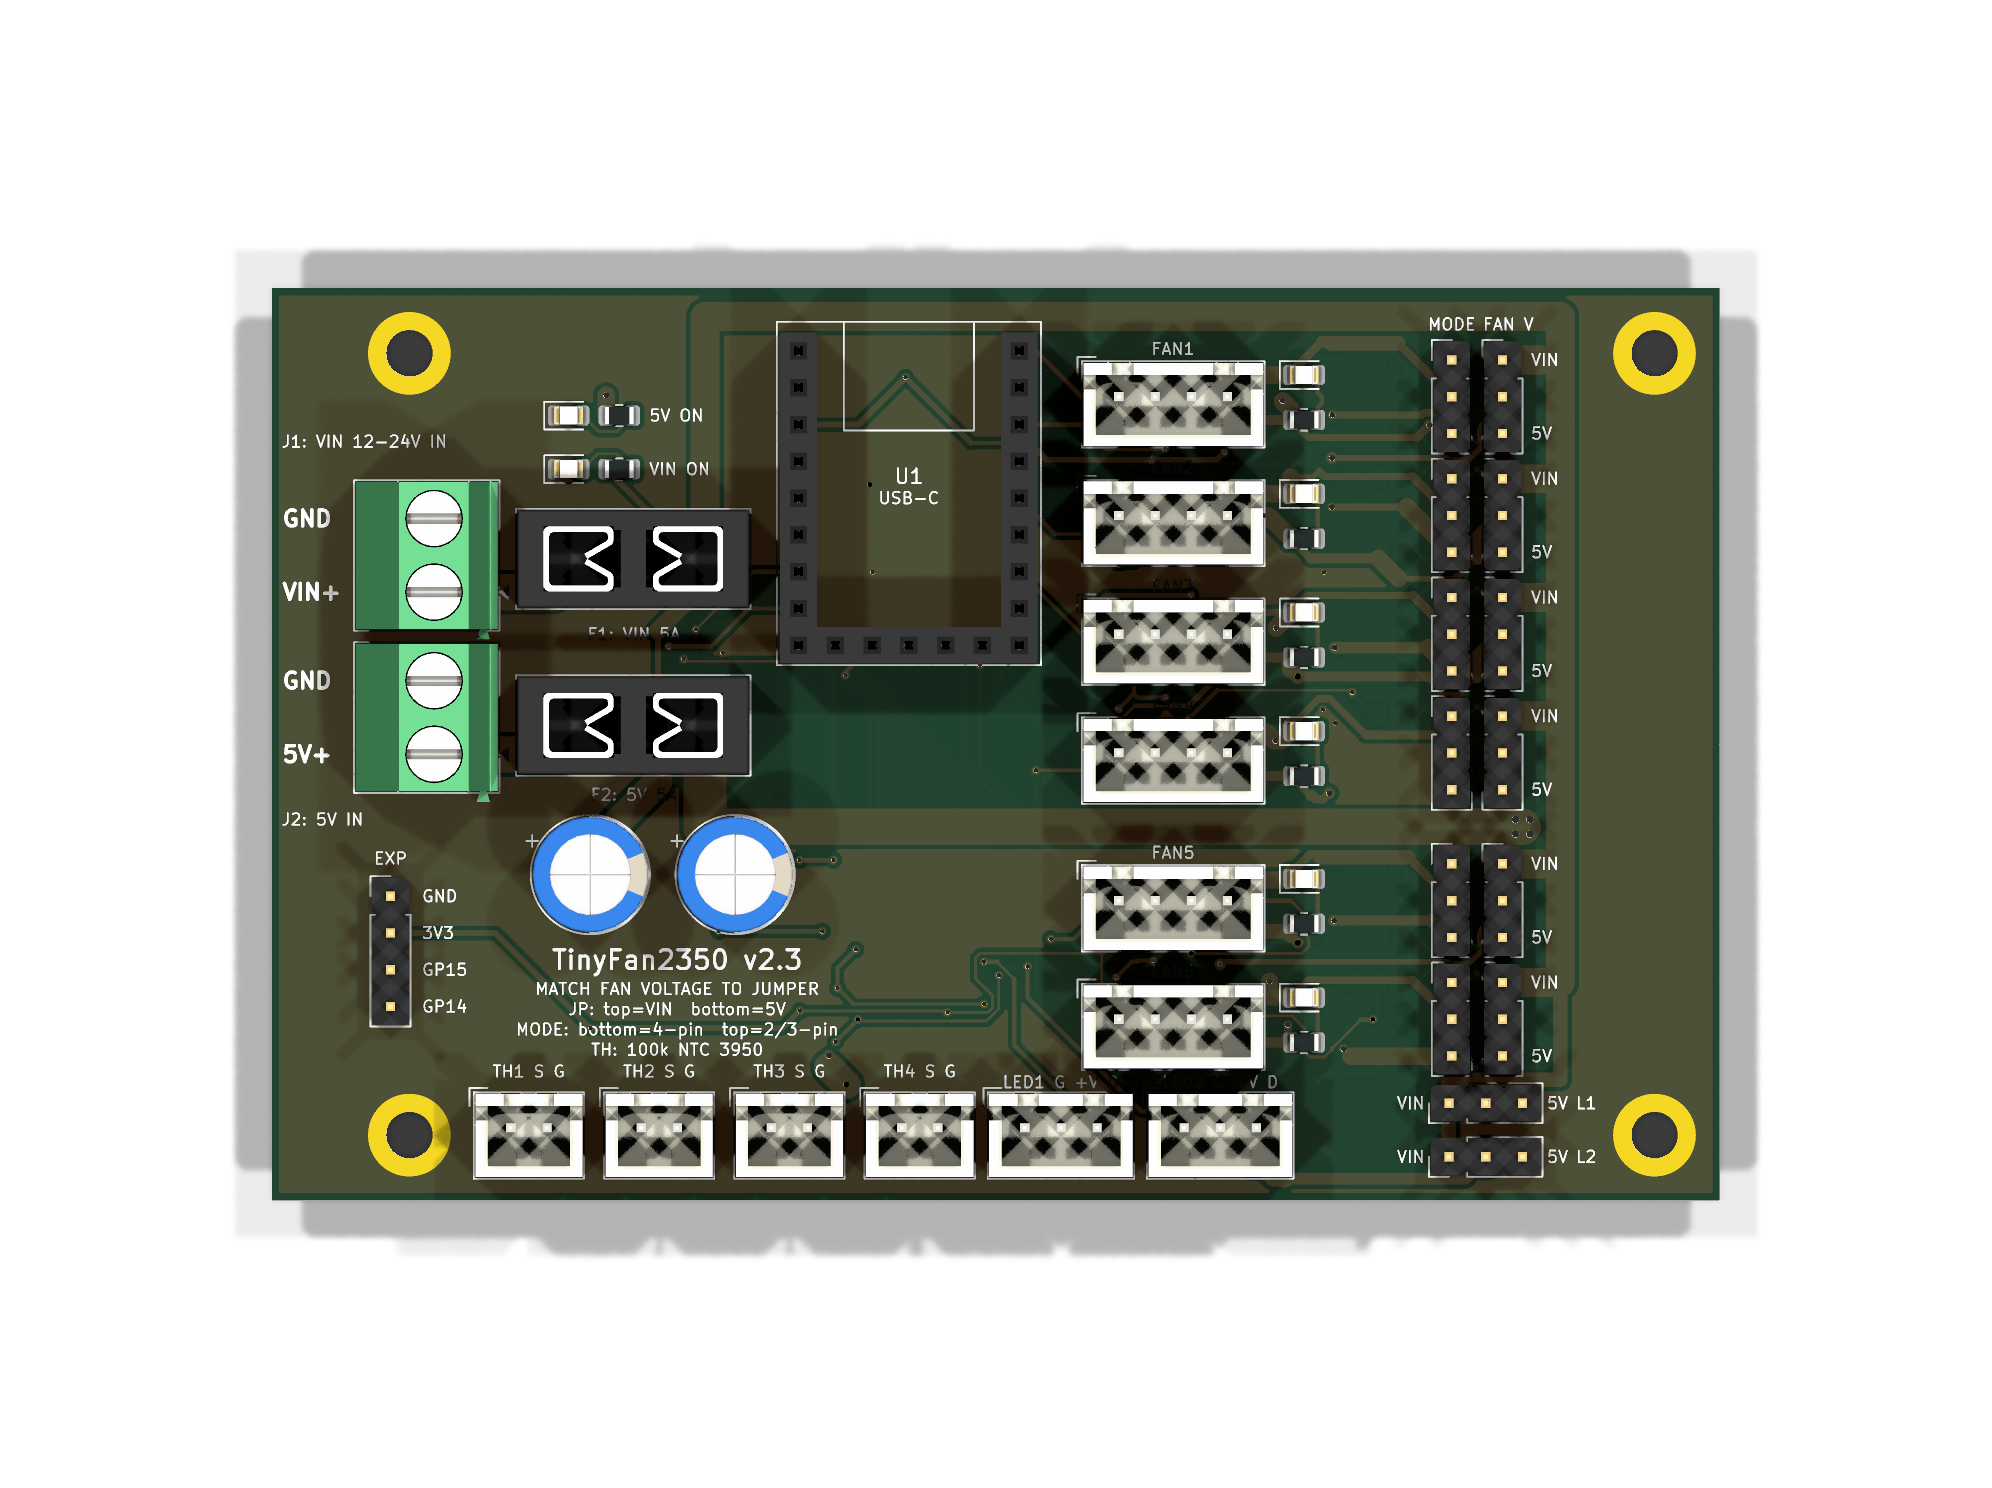 MODE FAN V
FAN1
VIN
5V
5V ON
J1: VIN 12-24V IN
VIN ON
U1
USB-C
FAN2
VIN
5V
GND
VIN+
FAN3
VIN
5V
F1: VIN 5A
GND
VIN
5V+
5V
F2: 5V 5A
J2: 5V IN
EXP
FAN5
VIN
GND
+
+
3V3
5V
GP15
GP14
TinyFan2350 v2.3
MATCH FAN VOLTAGE TO JUMPER
JP: top=VIN bottom=5V
MODE: bottom=4-pin top=2/3-pin
TH: 100k NTC 3950
FAN6
VIN
5V
TH1 S G
TH2 S G
TH3 S G
TH4 S G
LED1 G +V
V D
VIN
5V L1
VIN
5V L2